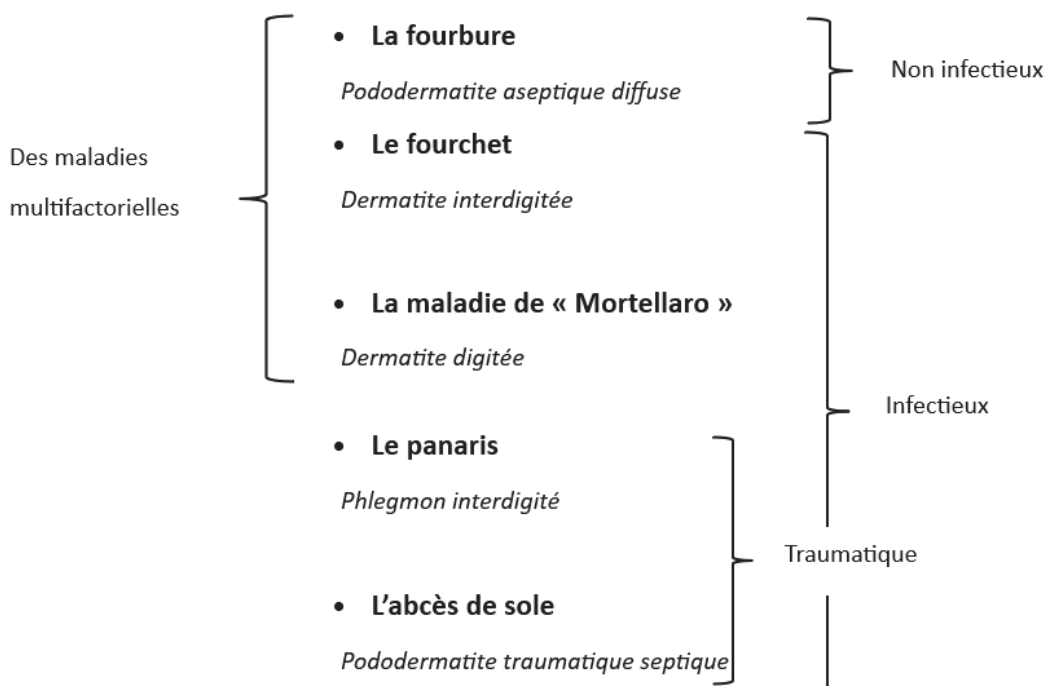 • La fourbure
Non infectieux
Pododermatite aseptique diffuse
• Le fourchet
Des maladies
multifactorielles
Dermatite interdigitée
• La maladie de « Mortellaro »
Dermatite digitée
Infectieux
• Le panaris
Phlegmon interdigité
Traumatique
• L'abcès de sole
Pododermatite traumatique septique